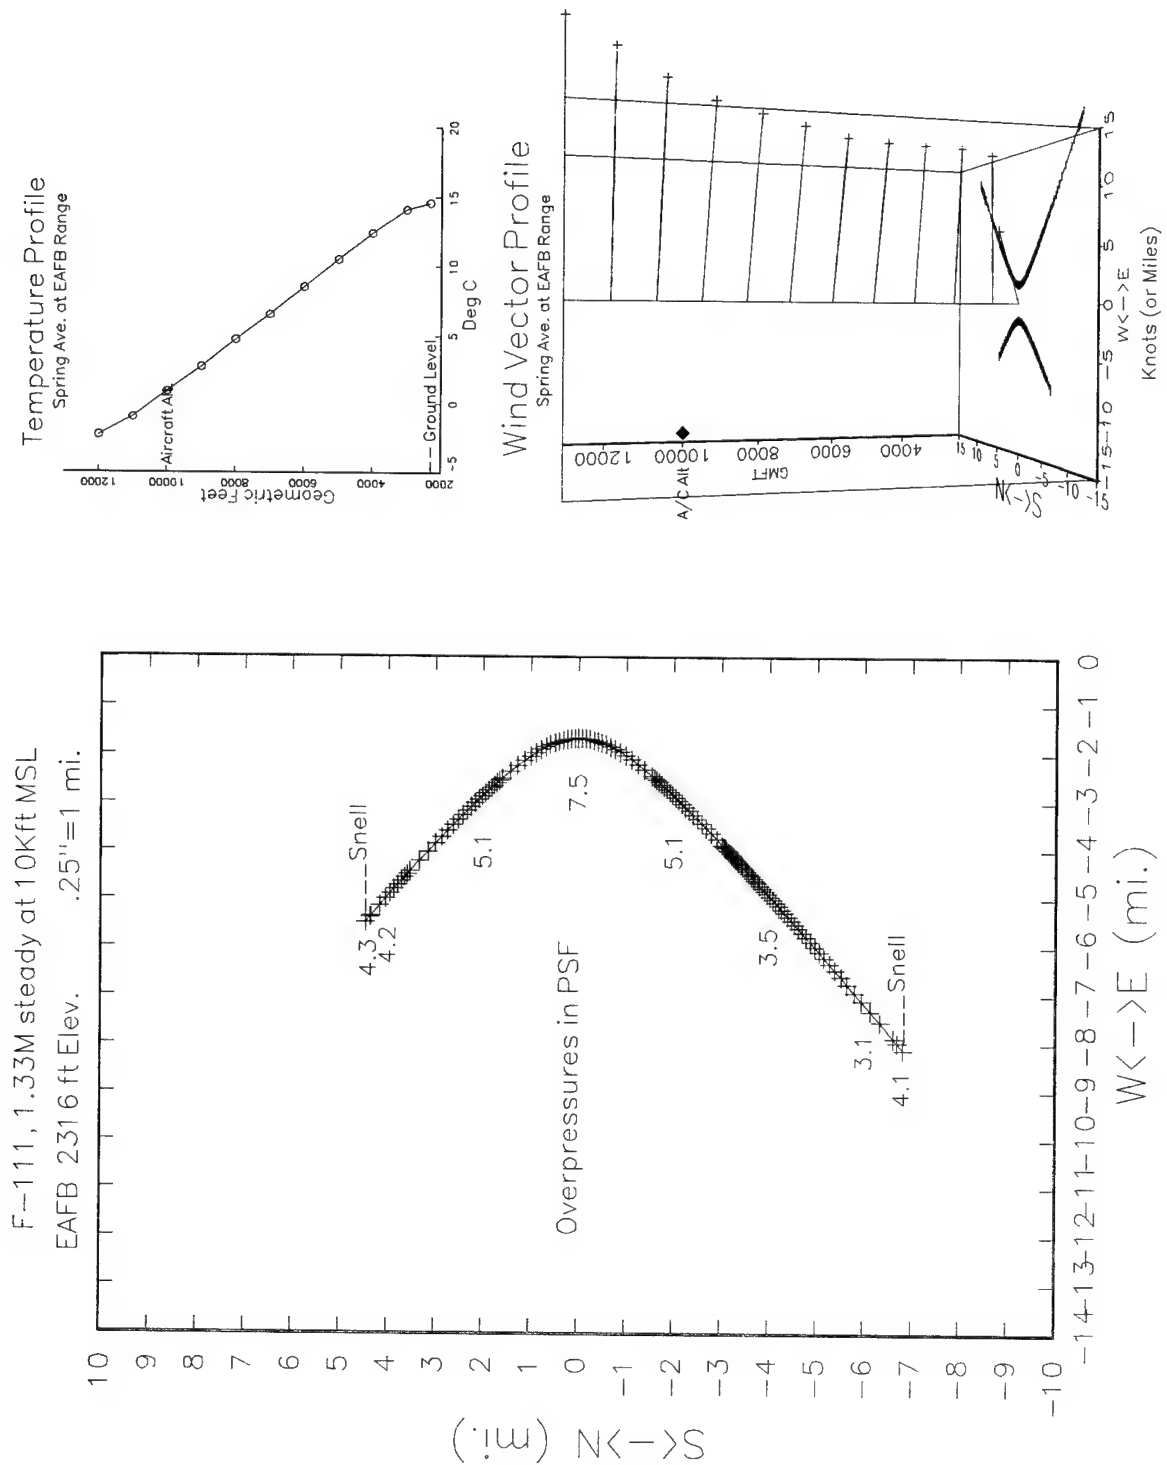 F-111, 1.33M steady at 10Kft MSL
EAFB 2316 ft Elev. .25"=1 mi.
10
9
8
7
6
5
4
3
2
1
0
-1
-2
-3
-4
-5
-6
-7
-8
-9
-10
S<->N (mi.)
4.3
4.2
---Snell
5.1
7.5
5.1
3.5
3.1
4.1
---Snell
Overpressures in PSF
-14-13-12-11-10-9-8-7-6-5-4-3-2-1 0
W<->E (mi.)
Temperature Profile
Spring Ave. at EAFB Range
12000
10000
8000
6000
4000
2000
Geometric Feet
Aircraft Alt
Ground Level
-5 0 5 10 15 20
Deg C
Wind Vector Profile
Spring Ave. at EAFB Range
A/C Alt
12000
10000
8000
6000
4000
GMFT
15
10
5
0
-5
-10
-15
S<->N
-15-10 -5 0 5 10 15
W<->E
Knots (or Miles)